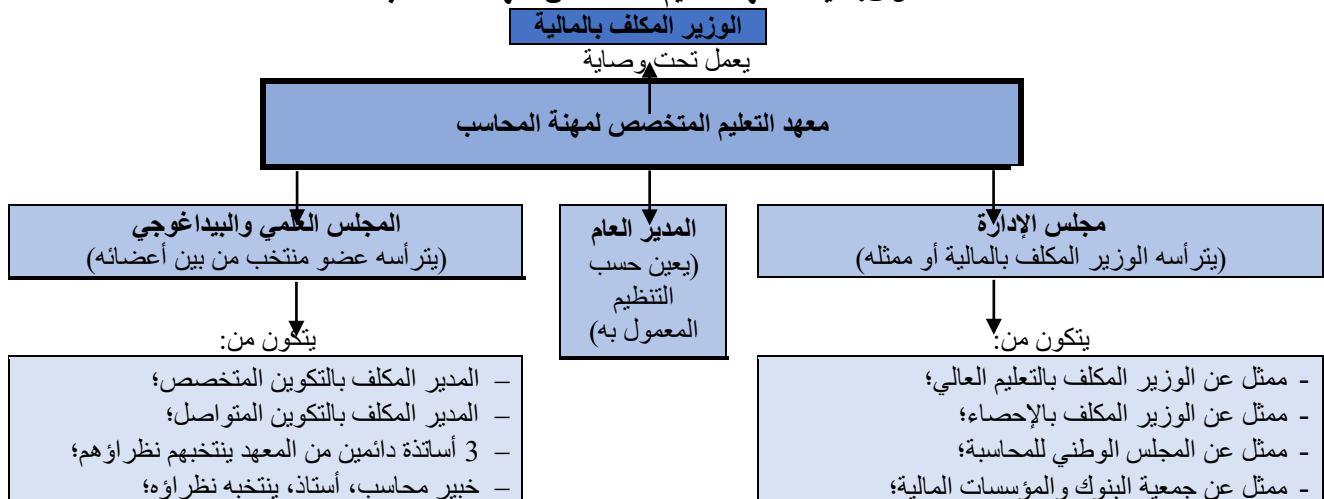 الوزير المكلف بالمالية
يعمل تحت وصاية
معهد التعليم المتخصص لمهنة المحاسب
مجلس الإدارة
(يترأسه الوزير المكلف بالمالية أو ممثله)
يتكون من:
- ممثل عن الوزير المكلف بالتعليم العالي؛
- ممثل عن الوزير المكلف بالإحصاء؛
- ممثل عن المجلس الوطني للمحاسبة؛
- ممثل عن جمعية البنوك والمؤسسات المالية؛
المدير العام
(يعين حسب
التنظيم
المعمول به)
المجلس العلمي والبيداغوجي
(يترأسه عضو منتخب من بين أعضائه)
يتكون من:
– المدير المكلف بالتكوين المتخصص؛
– المدير المكلف بالتكوين المتواصل؛
– 3 أساتذة دائمين من المعهد ينتخبهم نظراؤهم؛
– خبير محاسب، أستاذ، ينتخبه نظراؤه؛